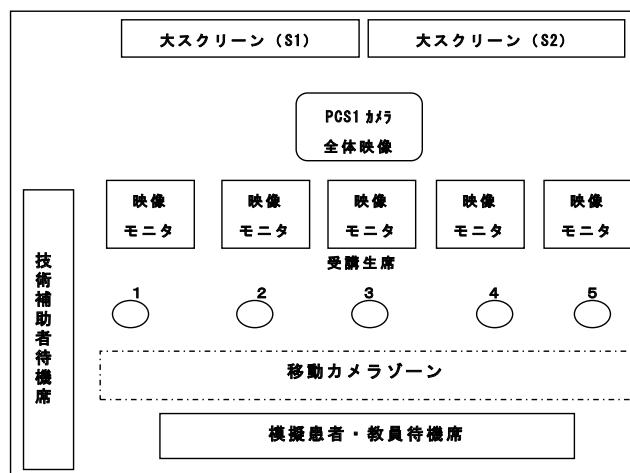 大スクリーン（S1）
大スクリーン（S2）
PCS1 ｶﾒﾗ
全体映像
映像
モニタ
映像
モニタ
映像
モニタ
映像
モニタ
映像
モニタ
受講生席
1
2
3
4
5
技術補助者待機席
移動カメラゾーン
模擬患者・教員待機席